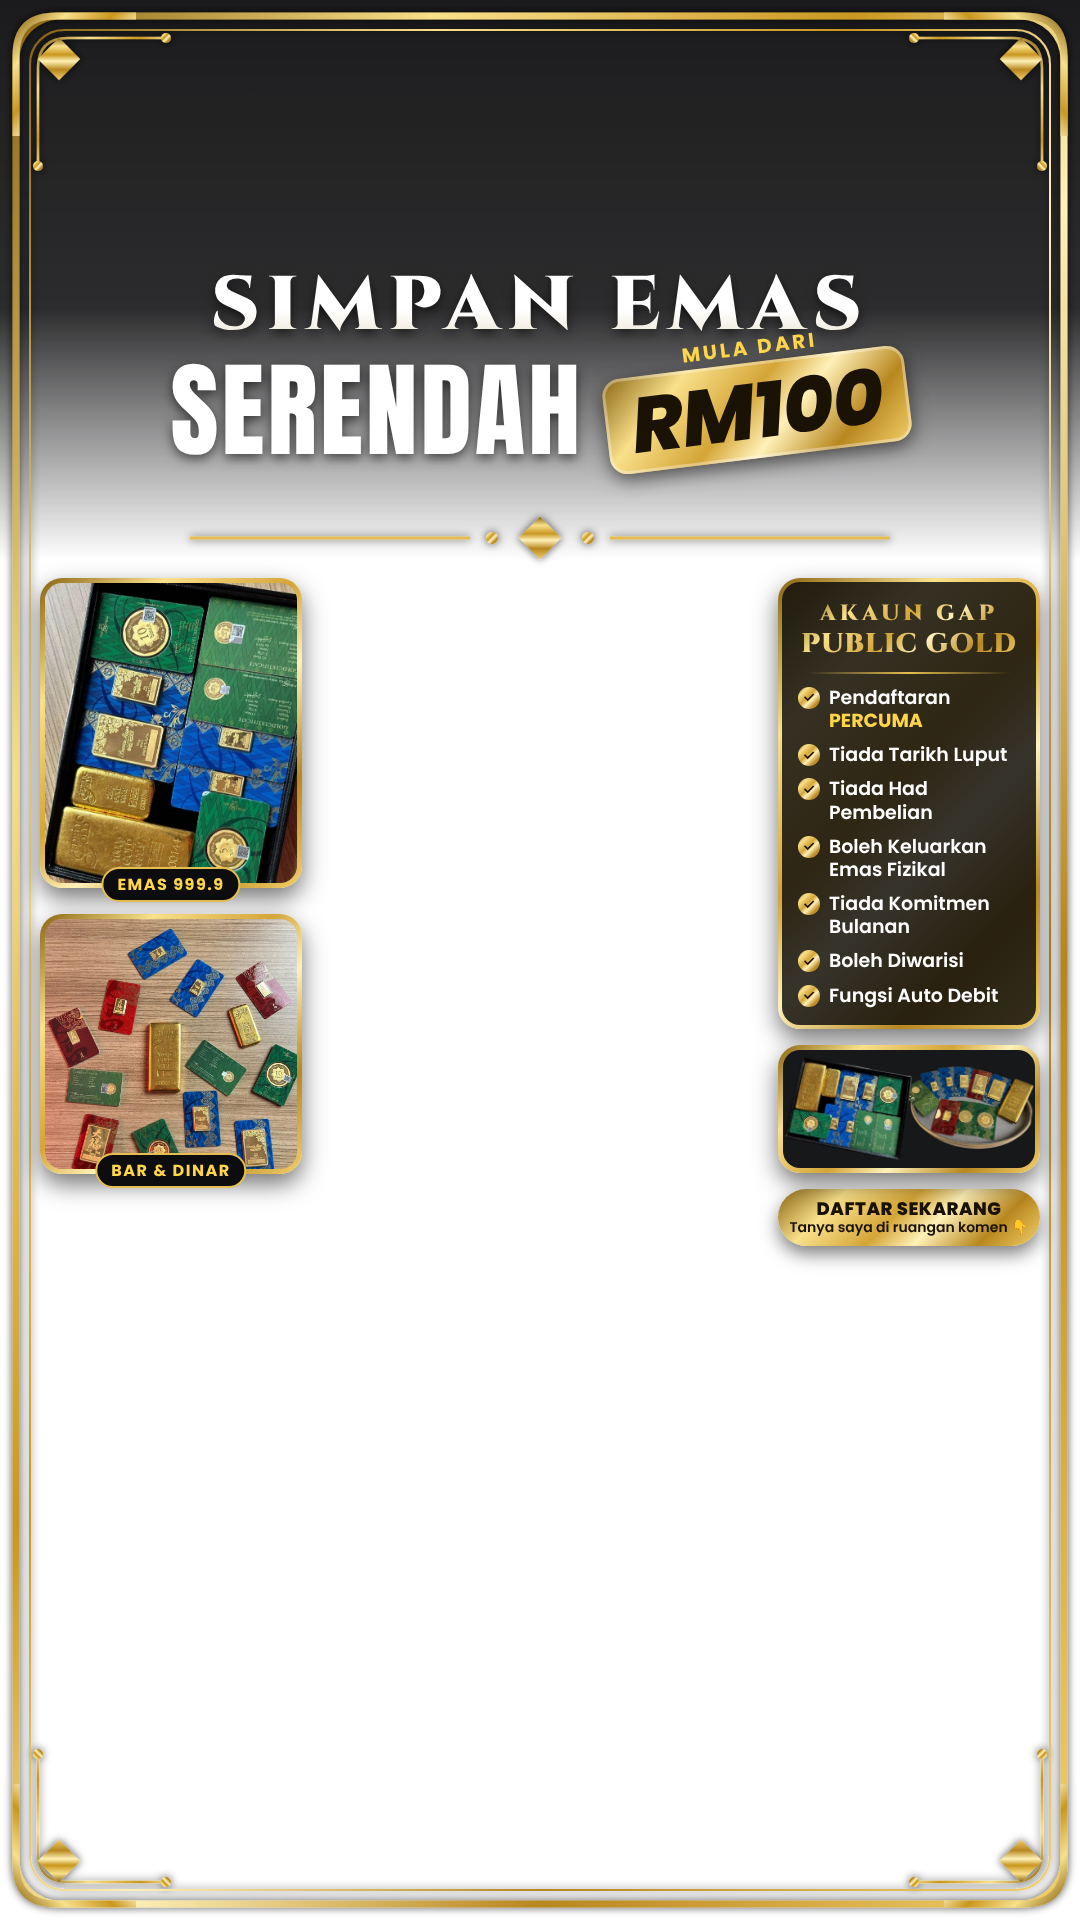 SIMPAN EMAS
SERENDAH
MULA DARI
RM100
EMAS 999.9
BAR & DINAR
AKAUN GAP
PUBLIC GOLD
Pendaftaran
PERCUMA
Tiada Tarikh Luput
Tiada Had
Pembelian
Boleh Keluarkan
Emas Fizikal
Tiada Komitmen
Bulanan
Boleh Diwarisi
Fungsi Auto Debit
DAFTAR SEKARANG
Tanya saya di ruangan komen 👇